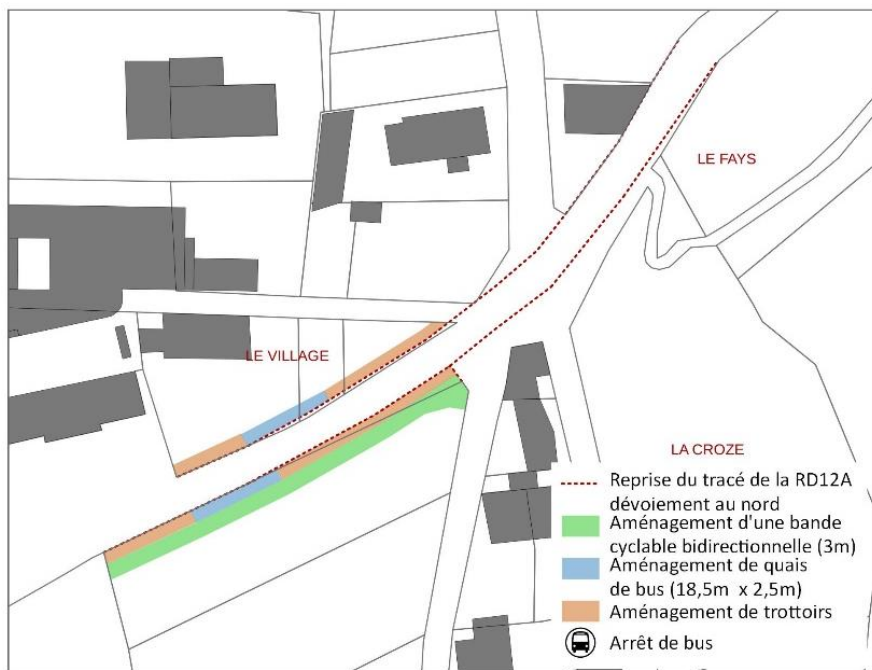 LE FAYS
LE VILLAGE
LA CROZE
Reprise du tracé de la RD12A
dévoiement au nord
Aménagement d'une bande
cyclable bidirectionnelle (3m)
Aménagement de quais
de bus (18,5m x 2,5m)
Aménagement de trottoirs
Arrêt de bus